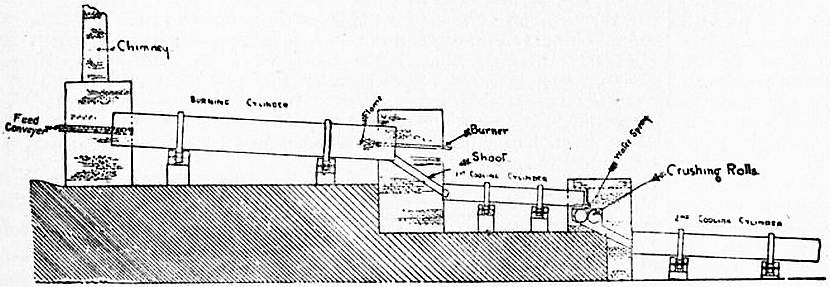 Chimney
BURNING CYLINDER
Feed
Conveyer
Flame
Burner
Shoot
1st COOLING CYLINDER
Water Spray
Crushing Rolls
2nd COOLING CYLINDER